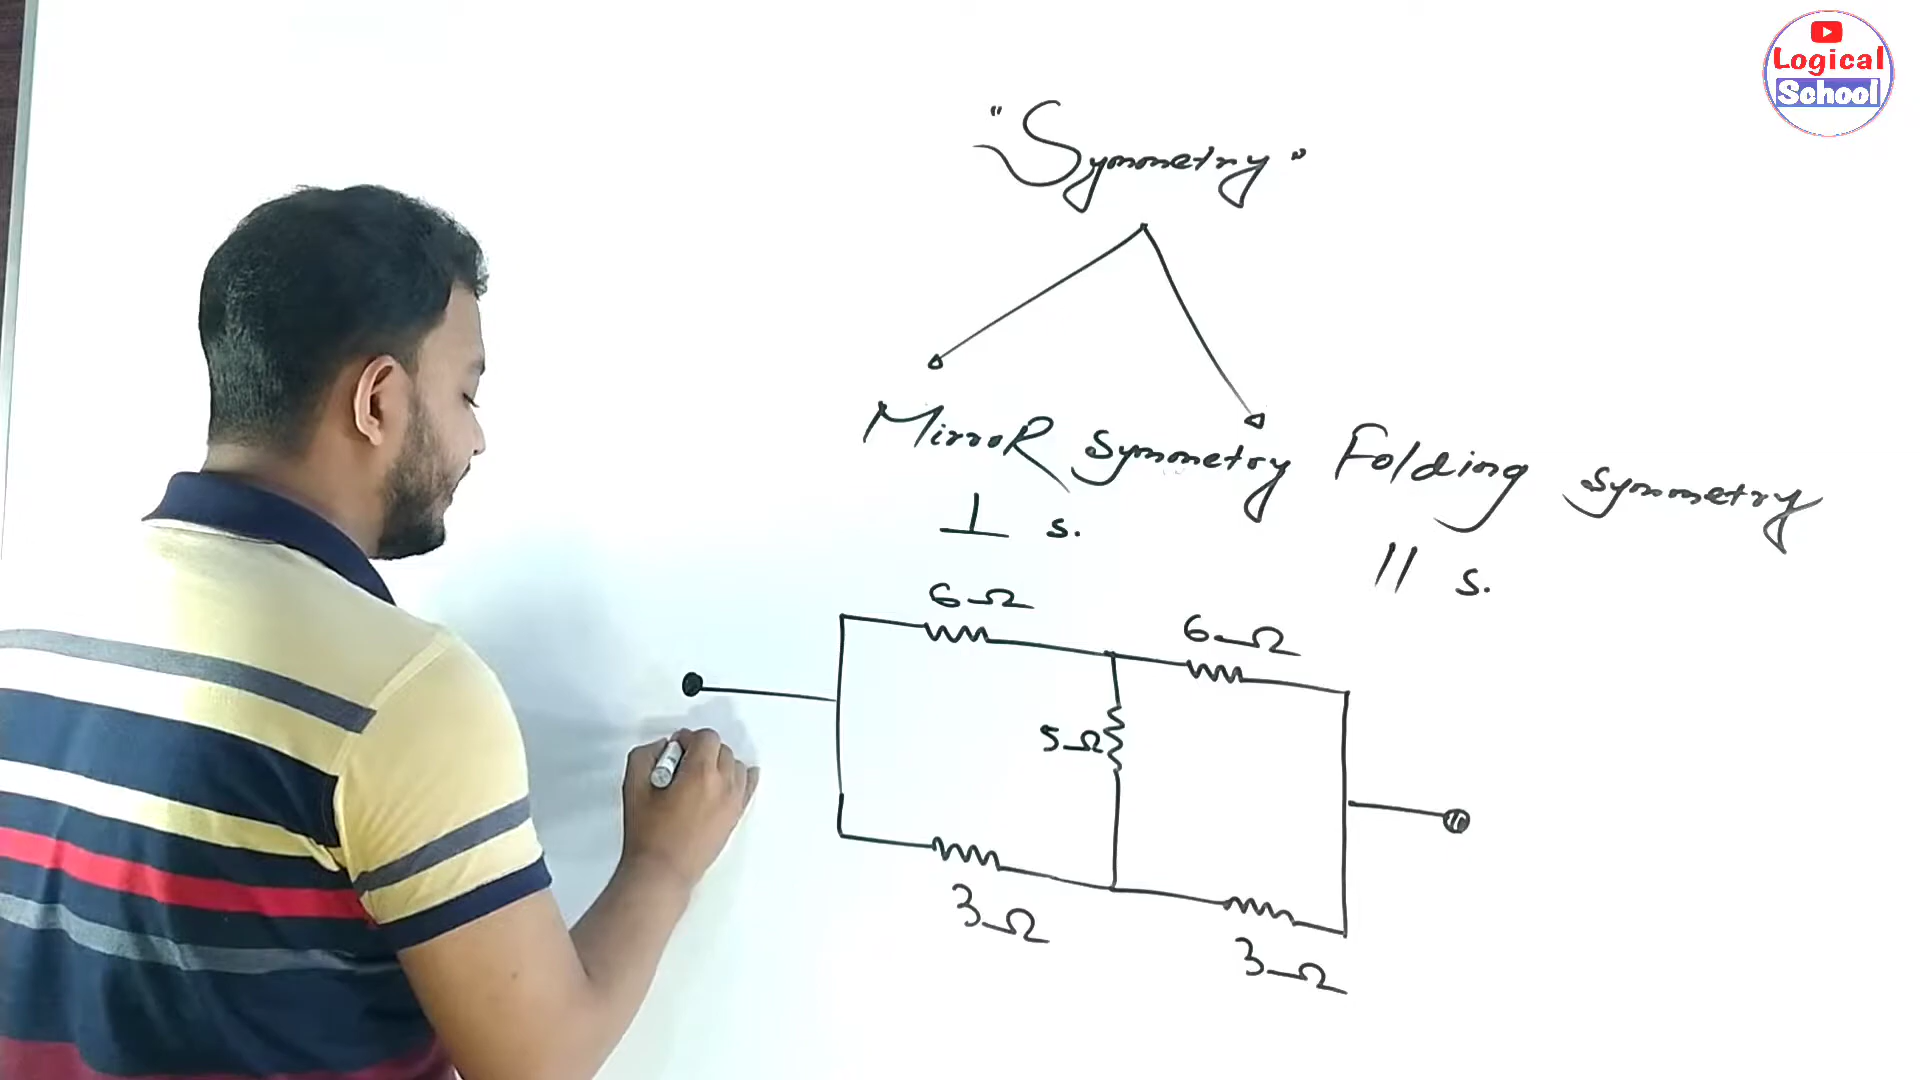 Logical
School
"Symmetry"
MirroR Symmetry Folding Symmetry
⊥ s. // s.
6Ω
6Ω
5Ω
3Ω
3Ω